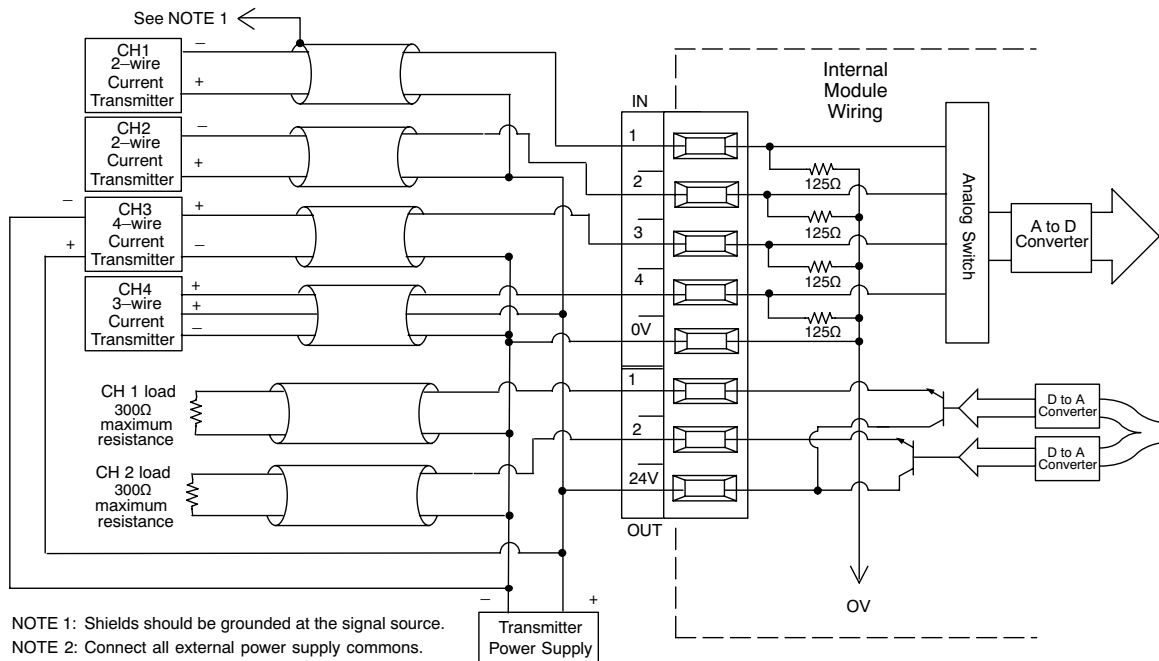 See NOTE 1
CH1
2–wire
Current
Transmitter
–
+
CH2
2–wire
Current
Transmitter
–
+
–
+
CH3
4–wire
Current
Transmitter
+
–
CH4
3–wire
Current
Transmitter
+
+
–
CH 1 load
300Ω
maximum
resistance
CH 2 load
300Ω
maximum
resistance
IN
1
2
3
4
0V
1
2
24V
OUT
Internal
Module
Wiring
125Ω
125Ω
125Ω
125Ω
Analog Switch
A to D
Converter
D to A
Converter
D to A
Converter
OV
–
+
Transmitter
Power Supply
NOTE 1: Shields should be grounded at the signal source.
NOTE 2: Connect all external power supply commons.